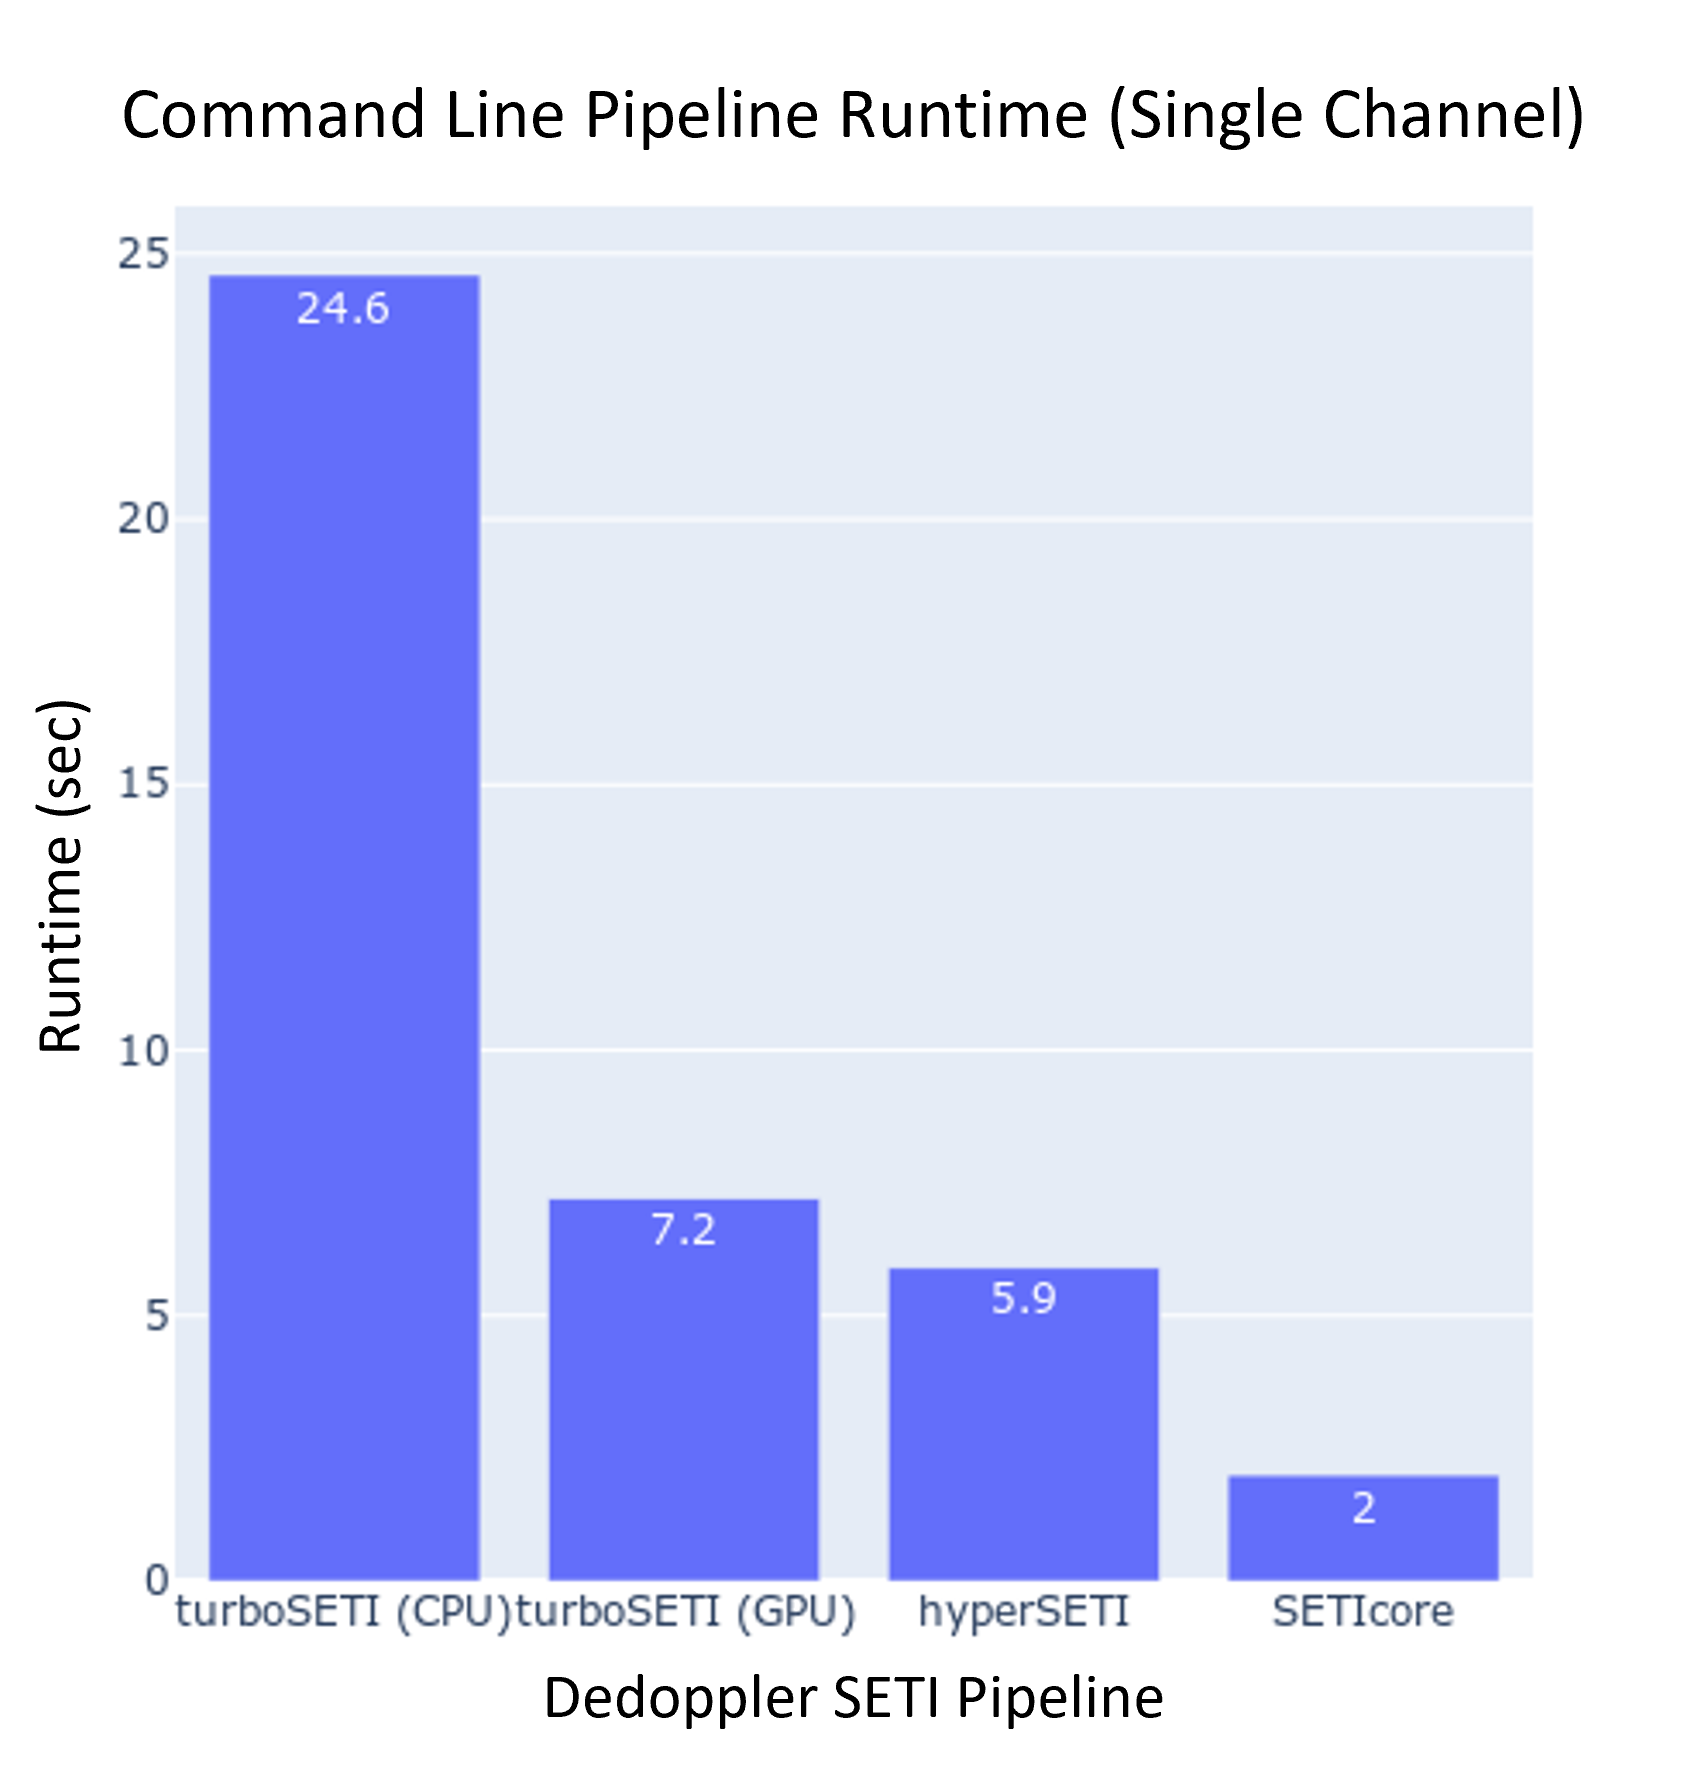 Command Line Pipeline Runtime (Single Channel)
25
24.6
20
15
Runtime (sec)
10
7.2
5.9
5
2
0
turboSETI (CPU) turboSETI (GPU) hyperSETI SETIcore
Dedoppler SETI Pipeline